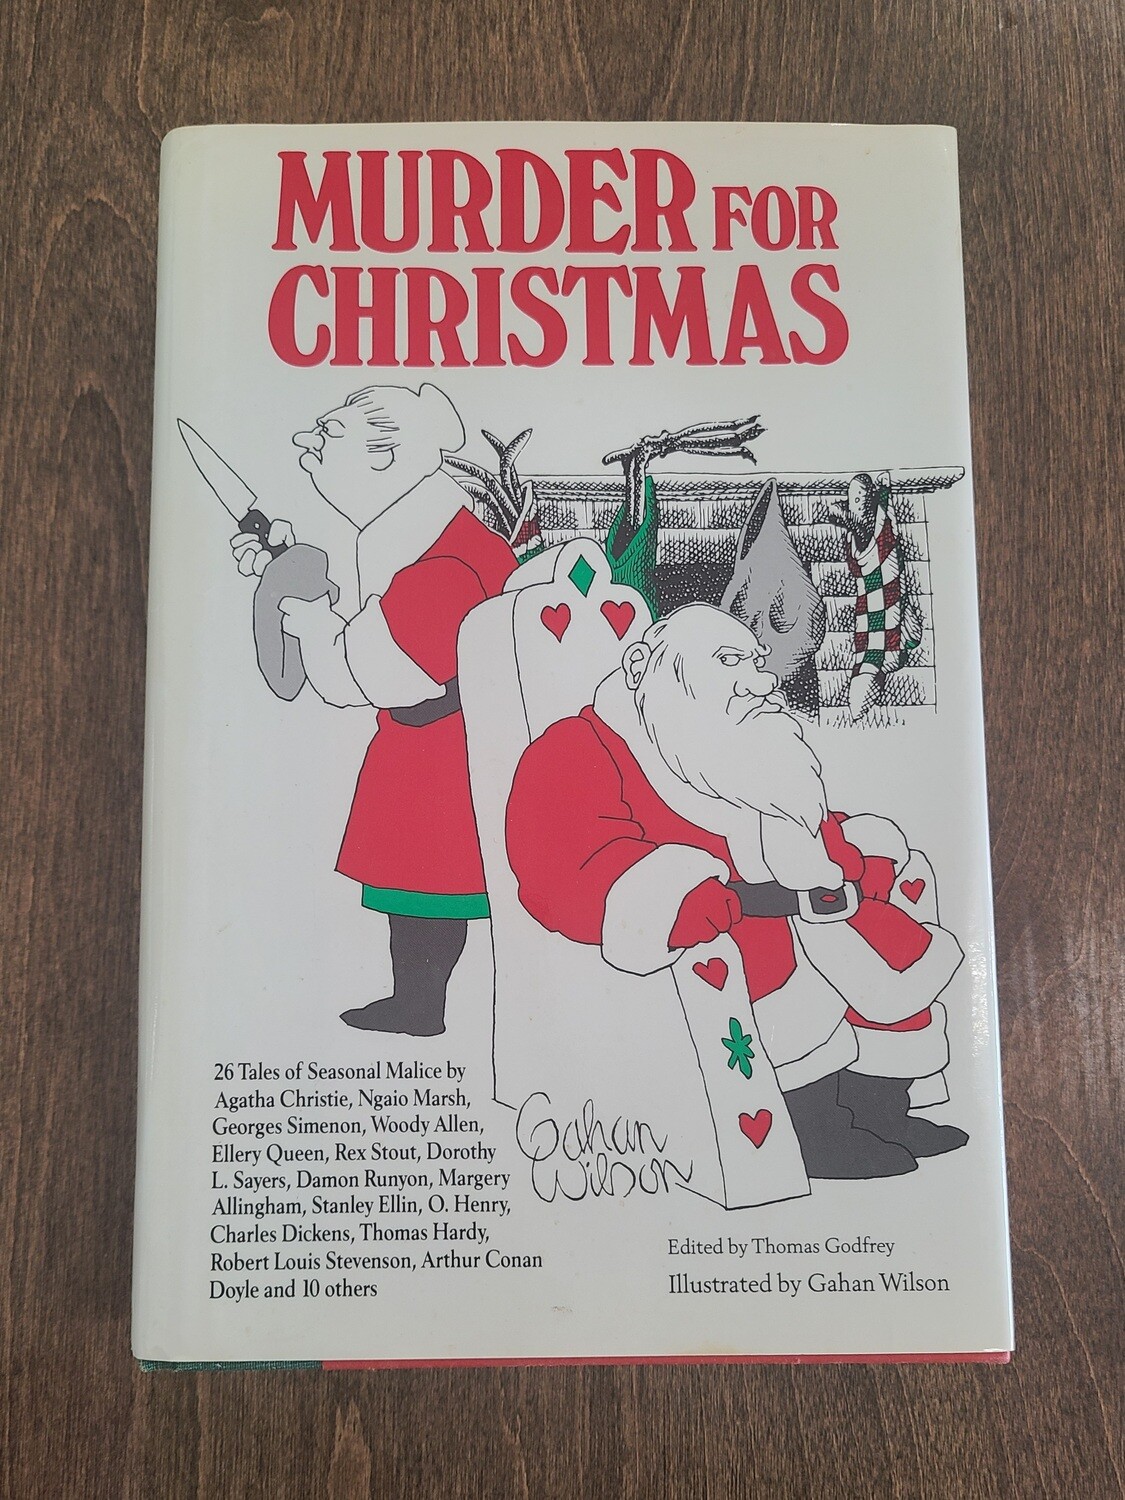 MURDER FOR
CHRISTMAS
26 Tales of Seasonal Malice by
Agatha Christie, Ngaio Marsh,
Georges Simenon, Woody Allen,
Ellery Queen, Rex Stout, Dorothy
L. Sayers, Damon Runyon, Margery
Allingham, Stanley Ellin, O. Henry,
Charles Dickens, Thomas Hardy,
Robert Louis Stevenson, Arthur Conan
Doyle and 10 others
Gahan
Wilson
Edited by Thomas Godfrey
Illustrated by Gahan Wilson